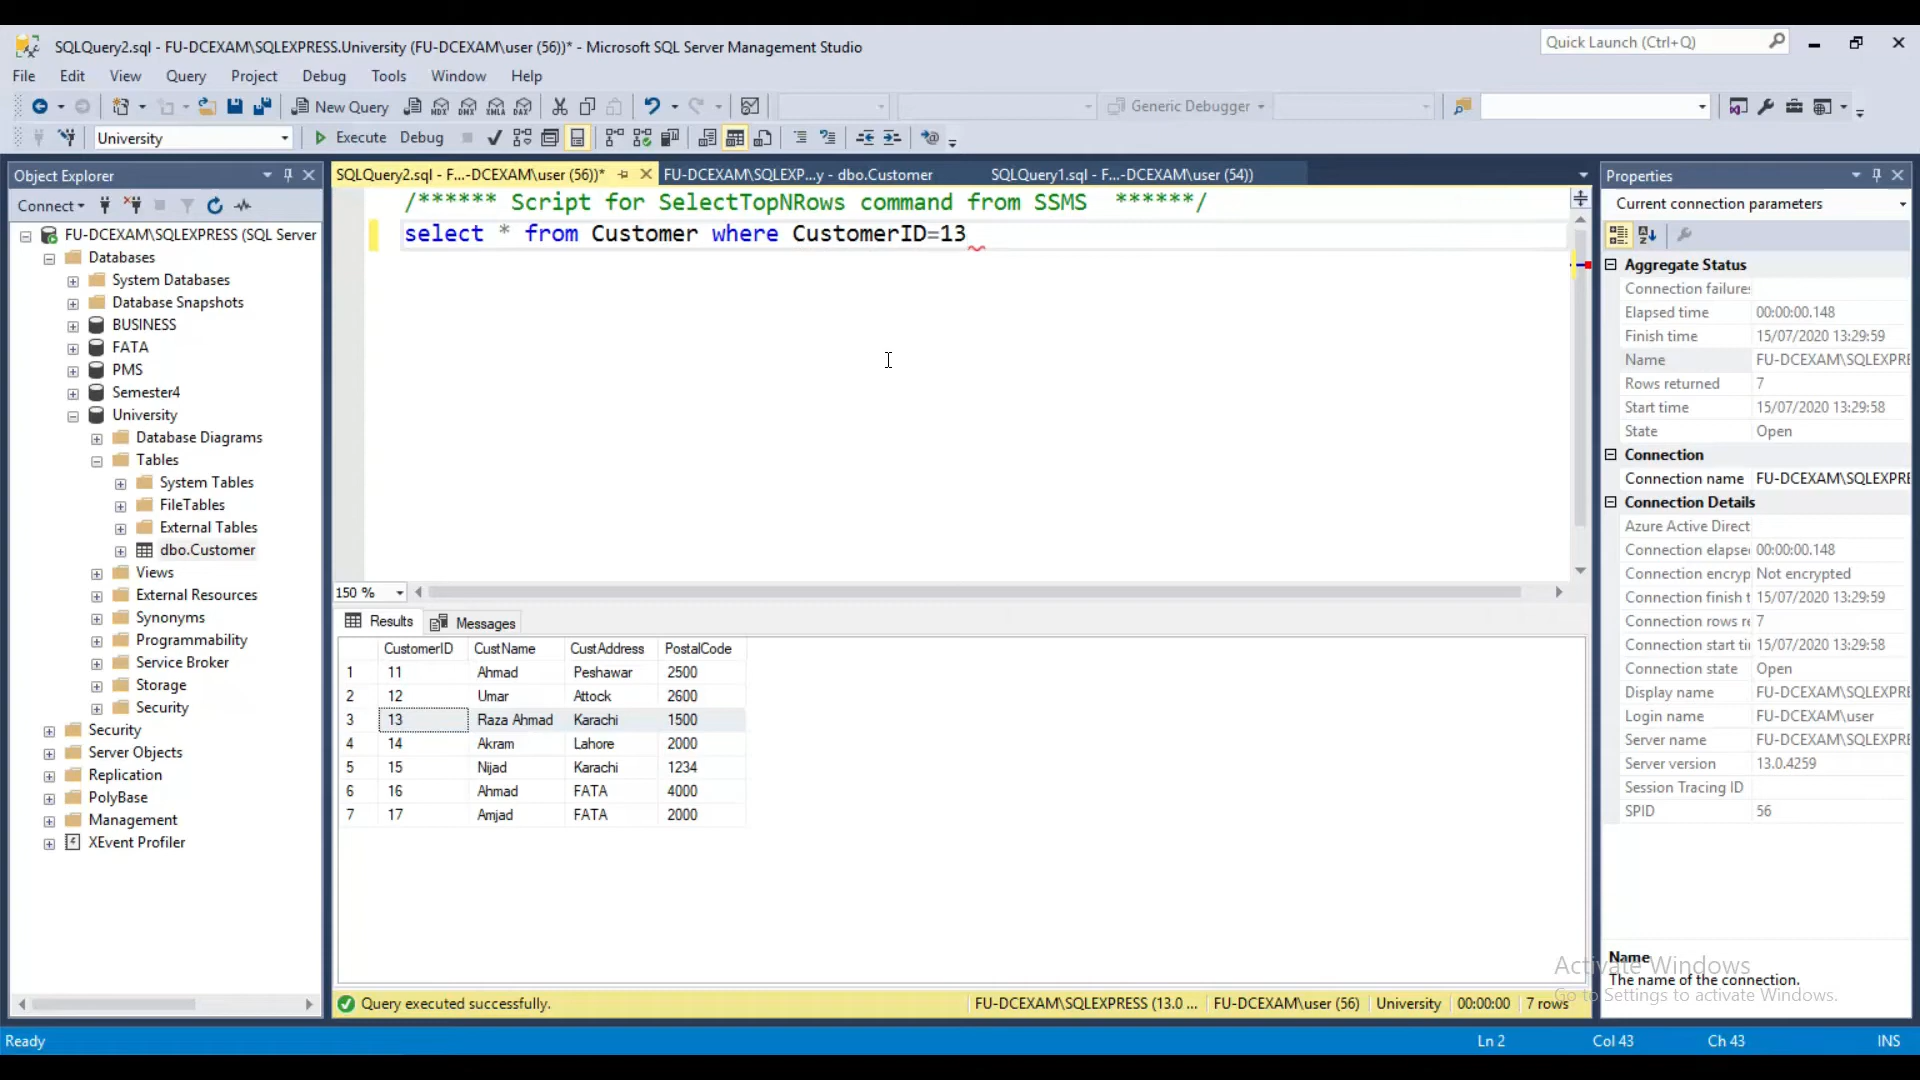 SQLQuery2.sql - FU-DCEXAM\SQLEXPRESS.University (FU-DCEXAM\user (56))* - Microsoft SQL Server Management Studio
Quick Launch (Ctrl+Q)
File Edit View Query Project Debug Tools Window Help
New Query
MDX DMX XMLA DAX
Generic Debugger
University
Execute Debug
Object Explorer
Connect
FU-DCEXAM\SQLEXPRESS (SQL Server
Databases
System Databases
Database Snapshots
BUSINESS
FATA
PMS
Semester4
University
Database Diagrams
Tables
System Tables
FileTables
External Tables
dbo.Customer
Views
External Resources
Synonyms
Programmability
Service Broker
Storage
Security
Security
Server Objects
Replication
PolyBase
Management
XEvent Profiler
SQLQuery2.sql - F...-DCEXAM\user (56))*
FU-DCEXAM\SQLEXP...y - dbo.Customer
SQLQuery1.sql - F...-DCEXAM\user (54))
/****** Script for SelectTopNRows command from SSMS ******/
select * from Customer where CustomerID=13
150 %
Results Messages
CustomerID CustName CustAddress PostalCode
1 11 Ahmad Peshawar 2500
2 12 Umar Attock 2600
3 13 Raza Ahmad Karachi 1500
4 14 Akram Lahore 2000
5 15 Nijad Karachi 1234
6 16 Ahmad FATA 4000
7 17 Amjad FATA 2000
Query executed successfully.
FU-DCEXAM\SQLEXPRESS (13.0 ... FU-DCEXAM\user (56) University 00:00:00 7 rows
Properties
Current connection parameters
Aggregate Status
Connection failures
Elapsed time 00:00:00.148
Finish time 15/07/2020 13:29:59
Name FU-DCEXAM\SQLEXPRE
Rows returned 7
Start time 15/07/2020 13:29:58
State Open
Connection
Connection name FU-DCEXAM\SQLEXPRE
Connection Details
Azure Active Direct
Connection elapse 00:00:00.148
Connection encryp Not encrypted
Connection finish t 15/07/2020 13:29:59
Connection rows re 7
Connection start tii 15/07/2020 13:29:58
Connection state Open
Display name FU-DCEXAM\SQLEXPRE
Login name FU-DCEXAM\user
Server name FU-DCEXAM\SQLEXPRE
Server version 13.0.4259
Session Tracing ID
SPID 56
Name
The name of the connection.
Activate Windows
Go to Settings to activate Windows.
Ready
Ln 2 Col 43 Ch 43 INS